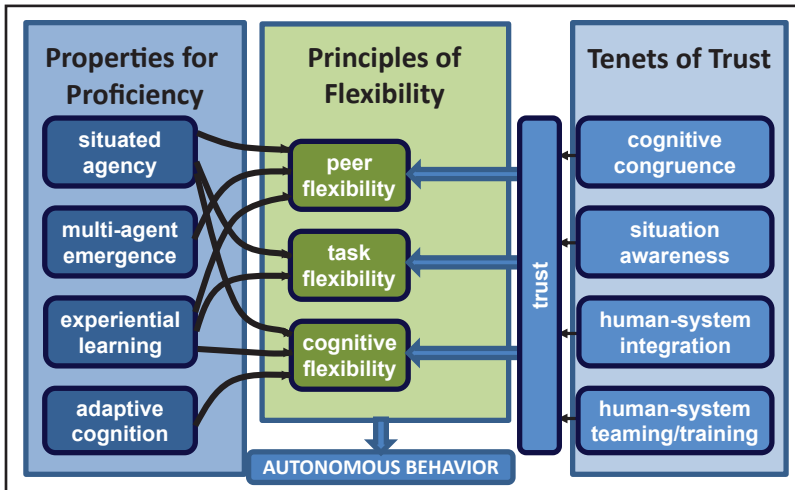 Properties for
Proficiency
situated
agency
multi-agent
emergence
experiential
learning
adaptive
cognition
Principles of
Flexibility
peer
flexibility
task
flexibility
cognitive
flexibility
AUTONOMOUS BEHAVIOR
trust
Tenets of Trust
cognitive
congruence
situation
awareness
human-system
integration
human-system
teaming/training